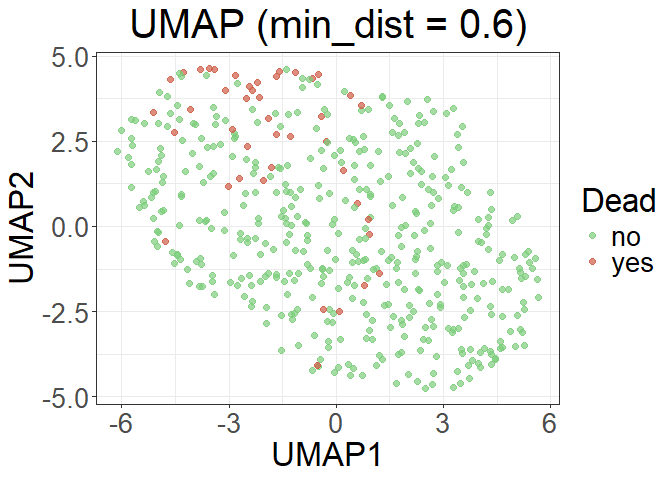 UMAP (min_dist = 0.6)
5.0
2.5
0.0
-2.5
-5.0
UMAP2
-6 -3 0 3 6
UMAP1
Dead
no
yes